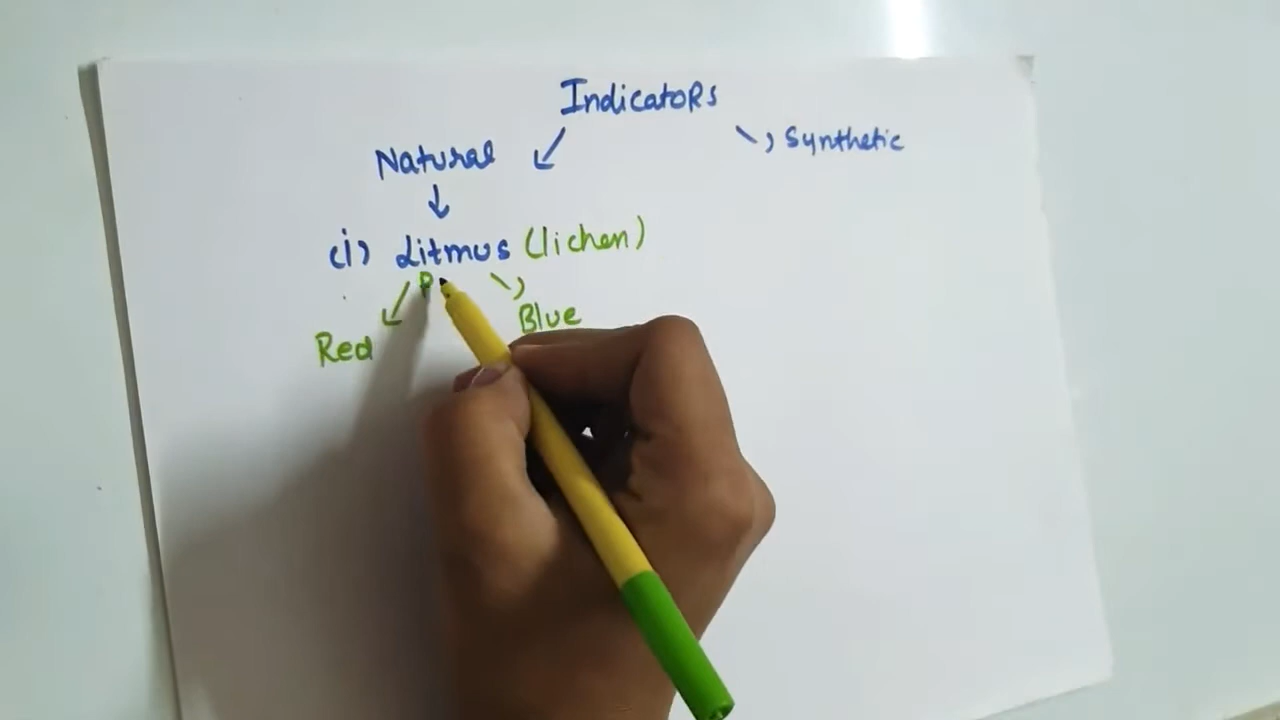 Indicators
Natural
Synthetic
(i) Litmus (lichen)
P
Red
Blue